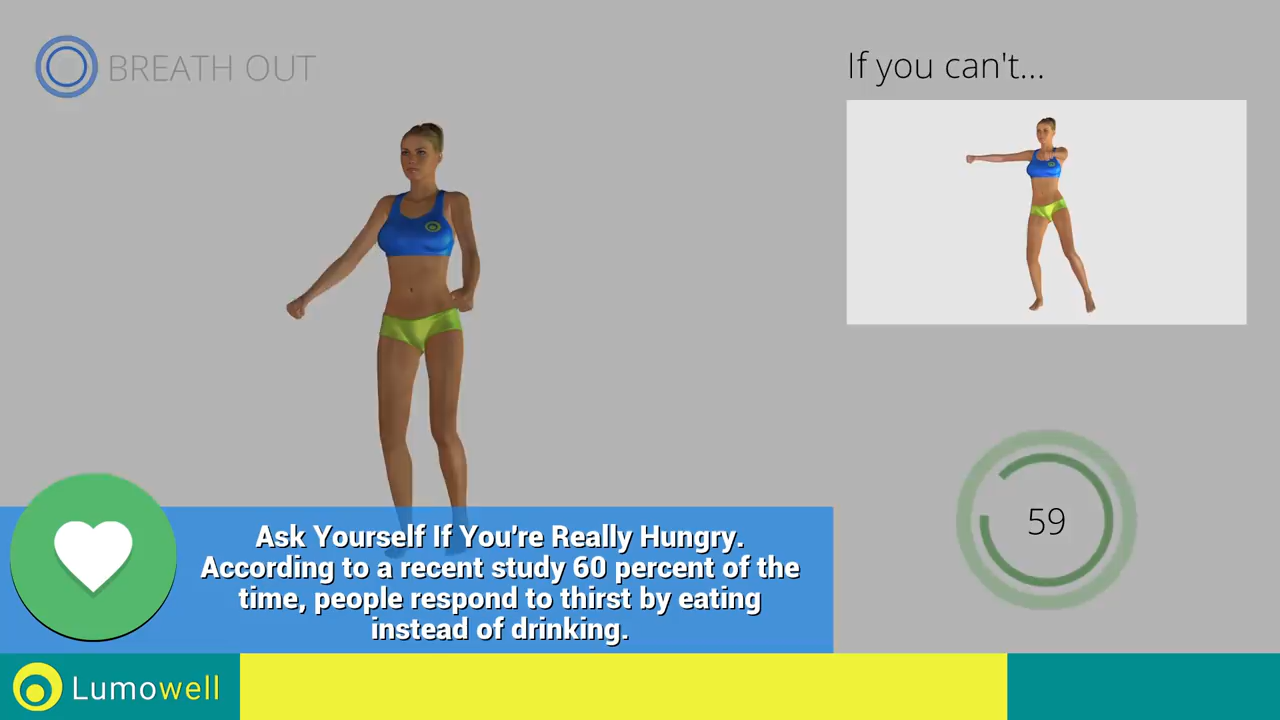 BREATH OUT
If you can't...
59
Ask Yourself If You're Really Hungry.
According to a recent study 60 percent of the
time, people respond to thirst by eating
instead of drinking.
Lumowell